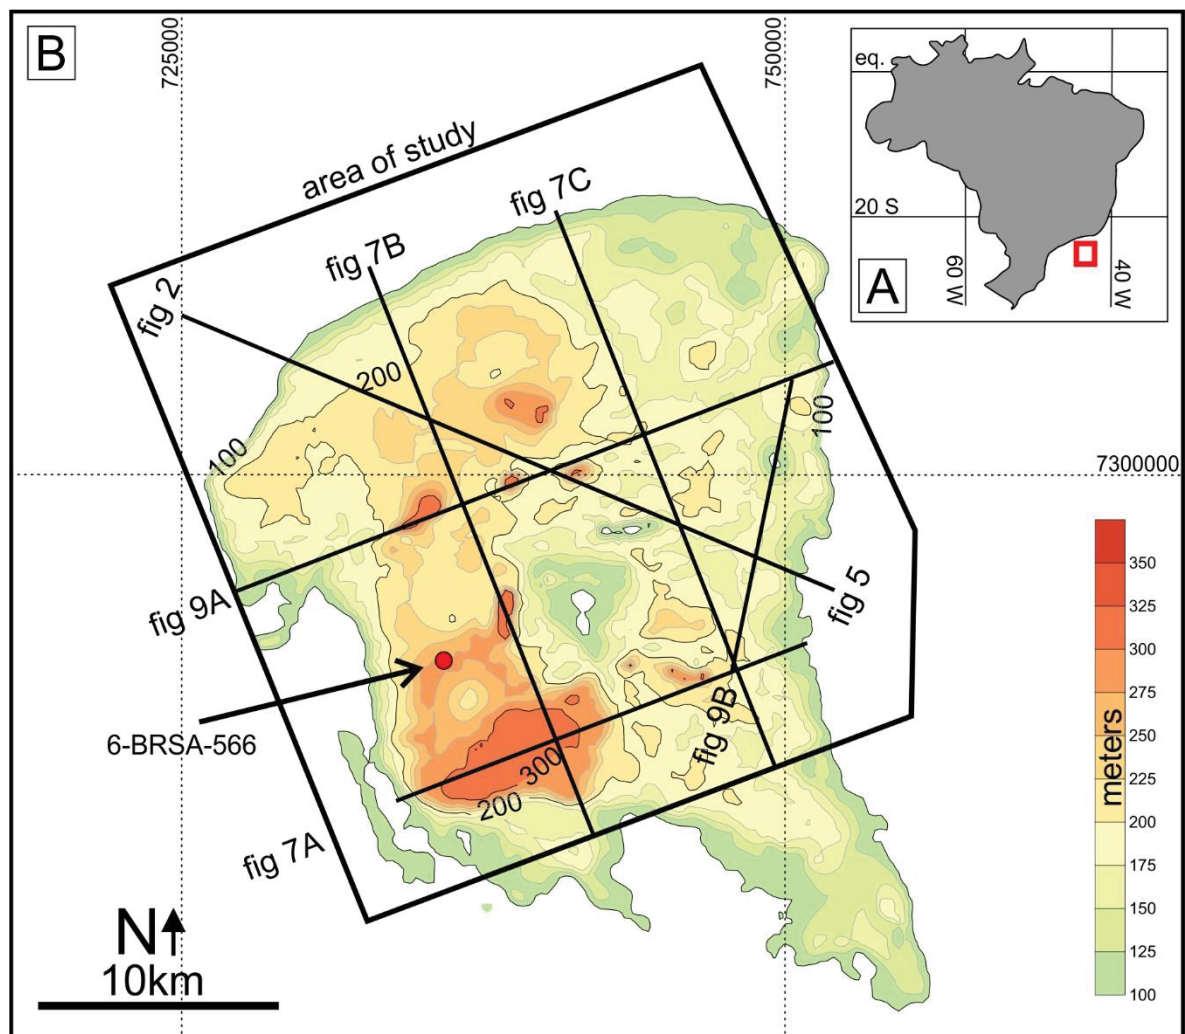 B
725000
7500000
eq.
20 S
A
60 W
40 W
area of study
fig 7C
fig 7B
fig 2
200
100
100
7300000
fig 9A
fig 5
6-BRSA-566
fig 9B
300
200
fig 7A
N
10km
meters
350
325
300
275
250
225
200
175
150
125
100